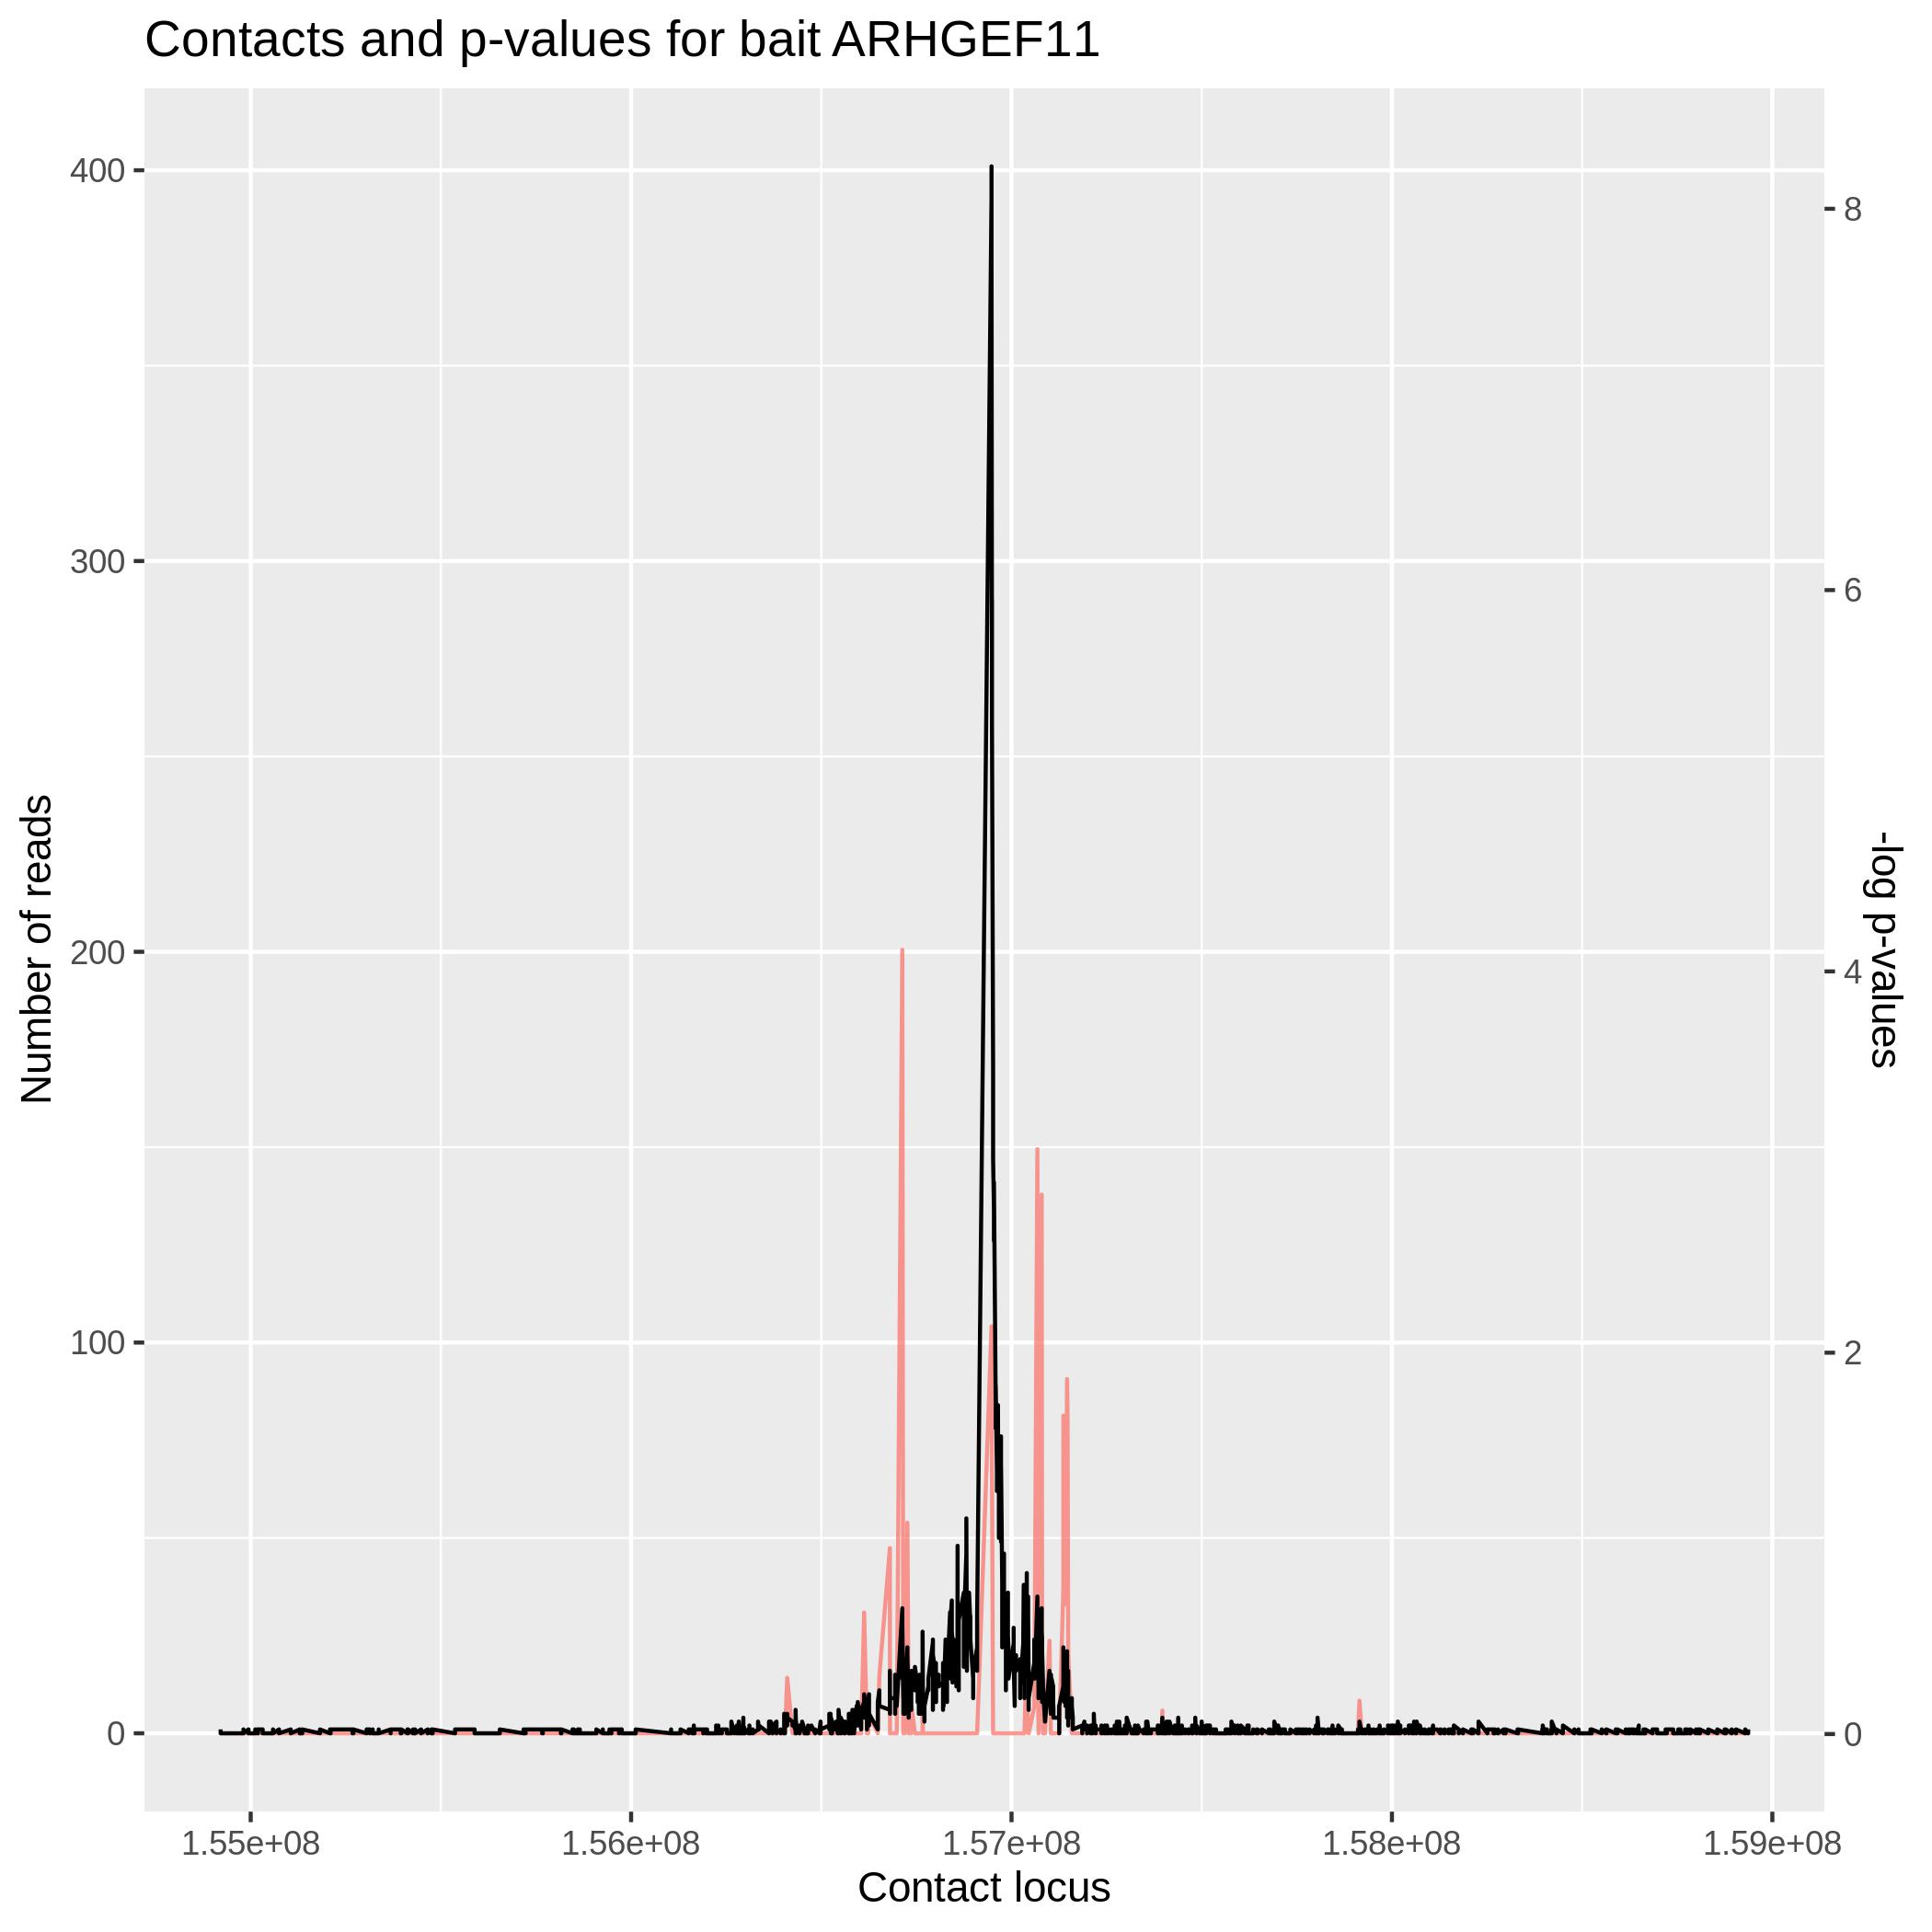 Contacts and p-values for bait ARHGEF11
400
300
200
100
0
Number of reads
8
6
4
2
0
-log p-values
1.55e+08 1.56e+08 1.57e+08 1.58e+08 1.59e+08
Contact locus